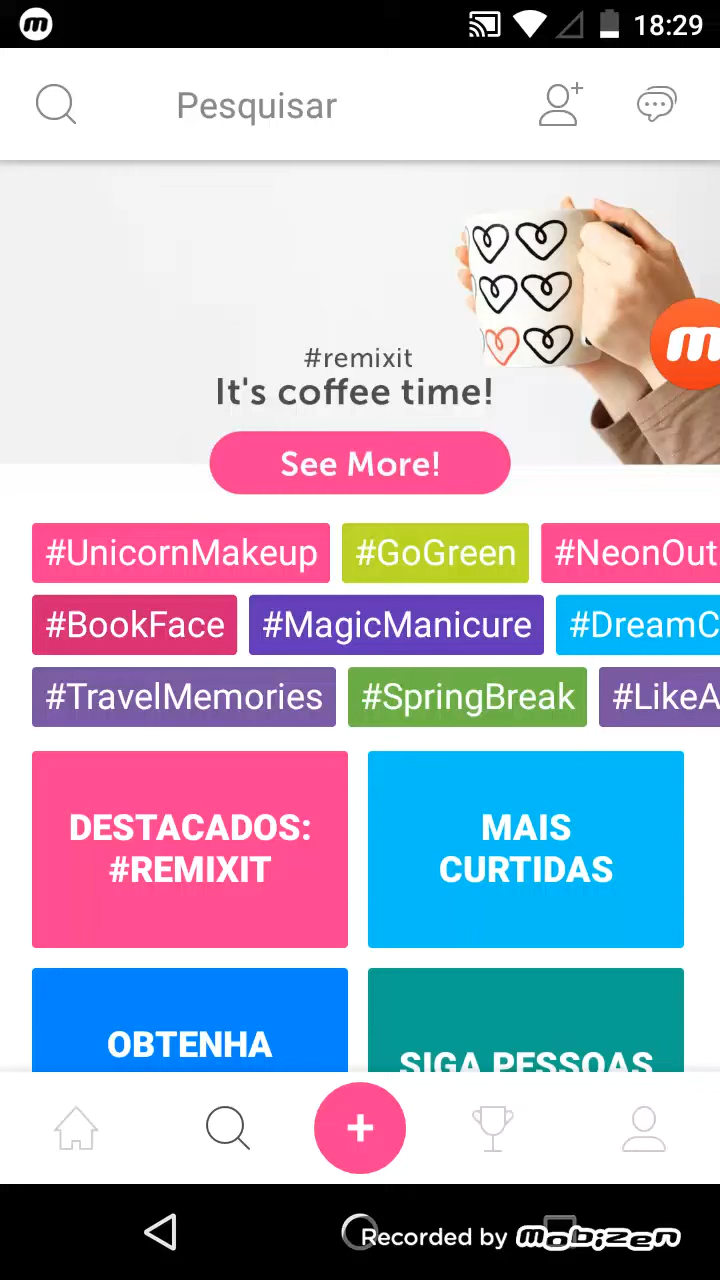 18:29
Pesquisar
#remixit
It's coffee time!
See More!
#UnicornMakeup #GoGreen #NeonOut
#BookFace #MagicManicure #DreamC
#TravelMemories #SpringBreak #LikeA
DESTACADOS:
#REMIXIT
MAIS
CURTIDAS
OBTENHA
SIGA PESSOAS
Recorded by mobizen